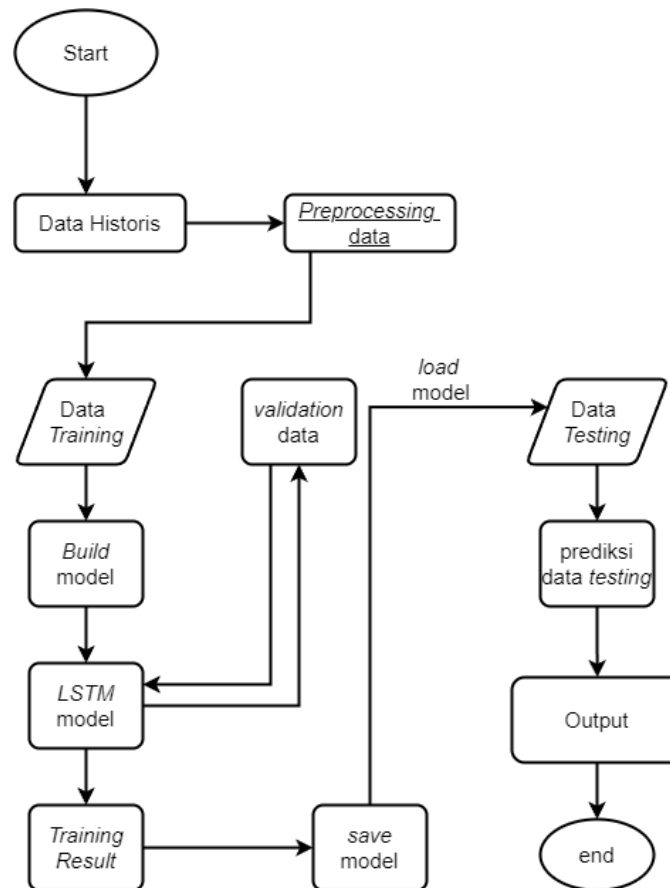 Start
Data Historis
Preprocessing
data
Data
Training
validation
data
load
model
Data
Testing
Build
model
prediksi
data testing
LSTM
model
Output
Training
Result
save
model
end